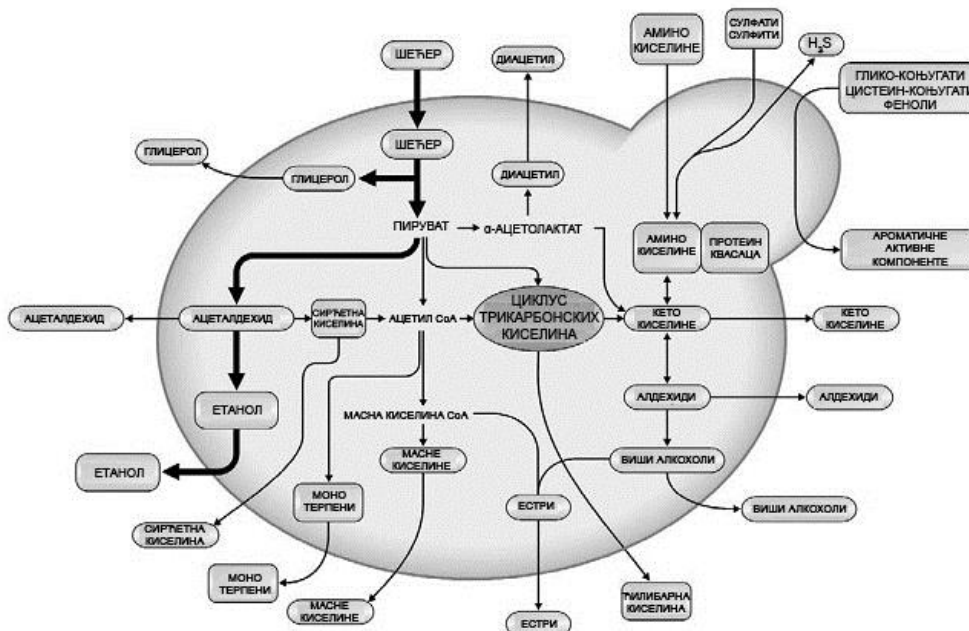 ШЕЋЕР
АМИНО
КИСЕЛИНЕ
СУЛФАТИ
СУЛФИТИ
H₂S
ДИАЦЕТИЛ
ГЛИКО-КОЊУГАТИ
ЦИСТЕИН-КОЊУГАТИ
ФЕНОЛИ
ШЕЋЕР
ГЛИЦЕРОЛ
ГЛИЦЕРОЛ
ДИАЦЕТИЛ
ПИРУВАТ
α-АЦЕТОЛАКТАТ
АМИНО
КИСЕЛИНЕ
ПРОТЕИН
КВАСАЦА
АРОМАТИЧНЕ
АКТИВНЕ
КОМПОНЕНТЕ
АЦЕТАЛДЕХИД
АЦЕТАЛДЕХИД
СИРЋЕТНА
КИСЕЛИНА
АЦЕТИЛ СоА
ЦИКЛУС
ТРИКАРБОНСКИХ
КИСЕЛИНА
КЕТО
КИСЕЛИНЕ
КЕТО
КИСЕЛИНЕ
ЕТАНОЛ
МАСНА КИСЕЛИНА СоА
АЛДЕХИДИ
АЛДЕХИДИ
ЕТАНОЛ
МАСНЕ
КИСЕЛИНЕ
ВИШИ АЛКОХОЛИ
МОНО
ТЕРПЕНИ
ЕСТРИ
ВИШИ АЛКОХОЛИ
СИРЋЕТНА
КИСЕЛИНА
МОНО
ТЕРПЕНИ
МАСНЕ
КИСЕЛИНЕ
ЕСТРИ
ЋИЛИБАРНА
КИСЕЛИНА